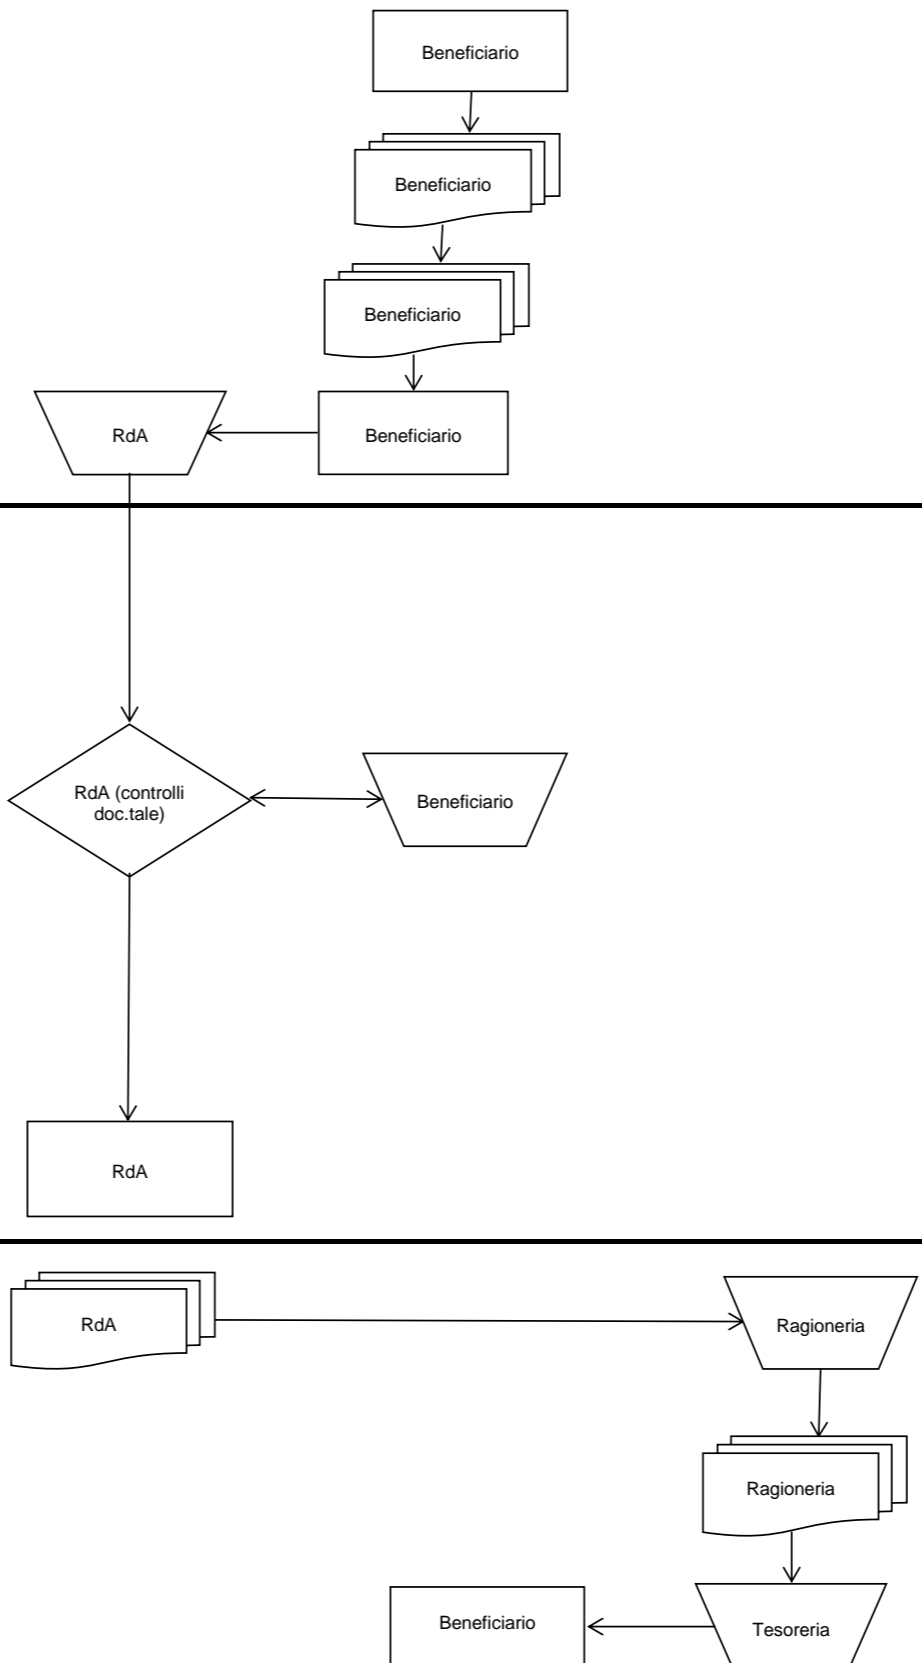 Beneficiario
Beneficiario
Beneficiario
RdA
Beneficiario
RdA (controlli
doc.tale)
Beneficiario
RdA
RdA
Ragioneria
Ragioneria
Beneficiario
Tesoreria